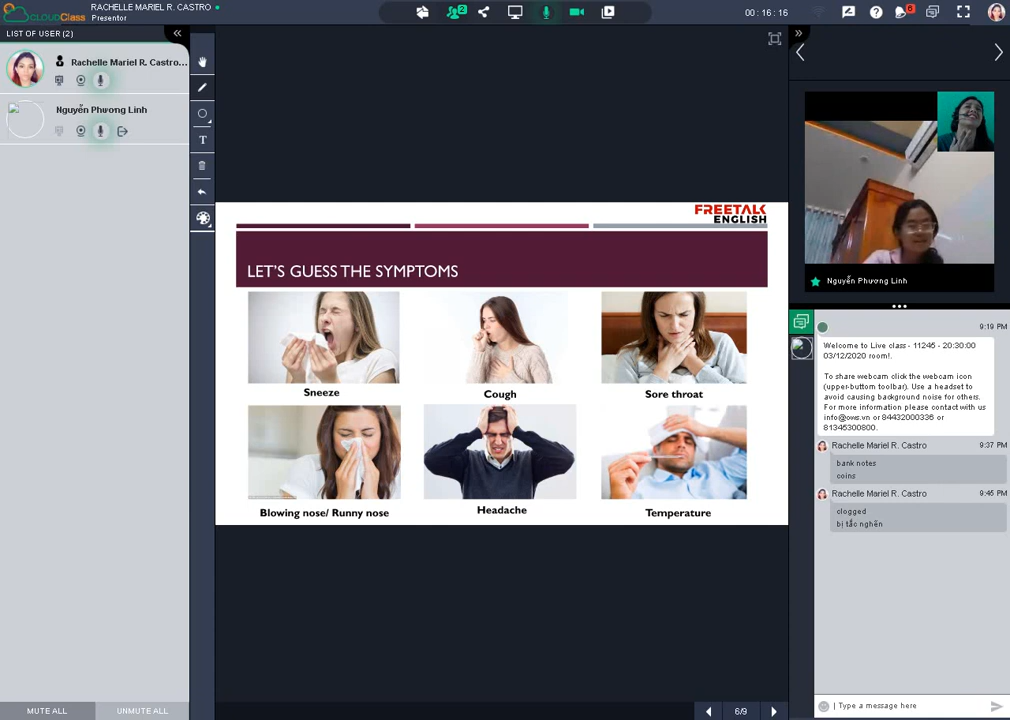 CLOUDCLASS
RACHELLE MARIEL R. CASTRO
Presentor
2
00 : 16 : 16
6
LIST OF USER (2)
Rachelle Mariel R. Castro...
Nguyễn Phương Linh
T
FREETALK
ENGLISH
LET'S GUESS THE SYMPTOMS
Sneeze
Cough
Sore throat
Blowing nose/ Runny nose
Headache
Temperature
Nguyễn Phương Linh
9:19 PM
Welcome to Live class - 11245 - 20:30:00
03/12/2020 room!.
To share webcam click the webcam icon
(upper-buttom toolbar). Use a headset to
avoid causing background noise for others.
For more information please contact with us
info@ows.vn or 84432000336 or
81345300800.
Rachelle Mariel R. Castro
9:37 PM
bank notes
coins
Rachelle Mariel R. Castro
9:45 PM
clogged
bị tắc nghẽn
MUTE ALL
UNMUTE ALL
6/9
Type a message here